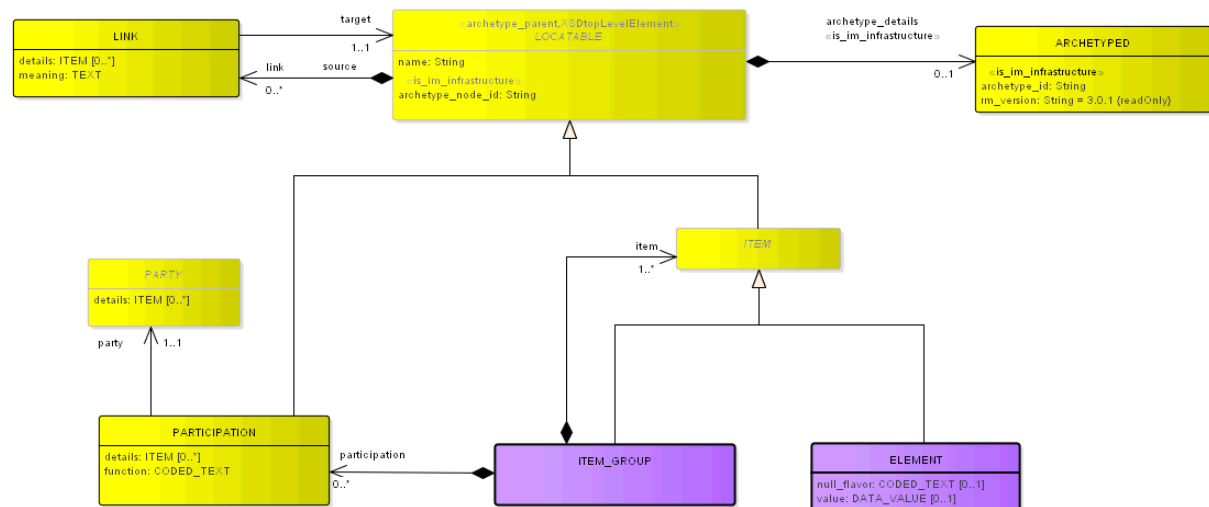 LINK
details: ITEM [0..*]
meaning: TEXT
target
1..1
link
source
0..*
«archetype_parent,XSDtopLevelElement»
LOCATABLE
name: String
«is_im_infrastructure»
archetype_node_id: String
archetype_details
«is_im_infrastructure»
0..1
ARCHETYPED
«is_im_infrastructure»
archetype_id: String
rm_version: String = 3.0.1 {readOnly}
item
1..*
ITEM
PARTY
details: ITEM [0..*]
party
1..1
PARTICIPATION
details: ITEM [0..*]
function: CODED_TEXT
participation
0..*
ITEM_GROUP
ELEMENT
null_flavor: CODED_TEXT [0..1]
value: DATA_VALUE [0..1]